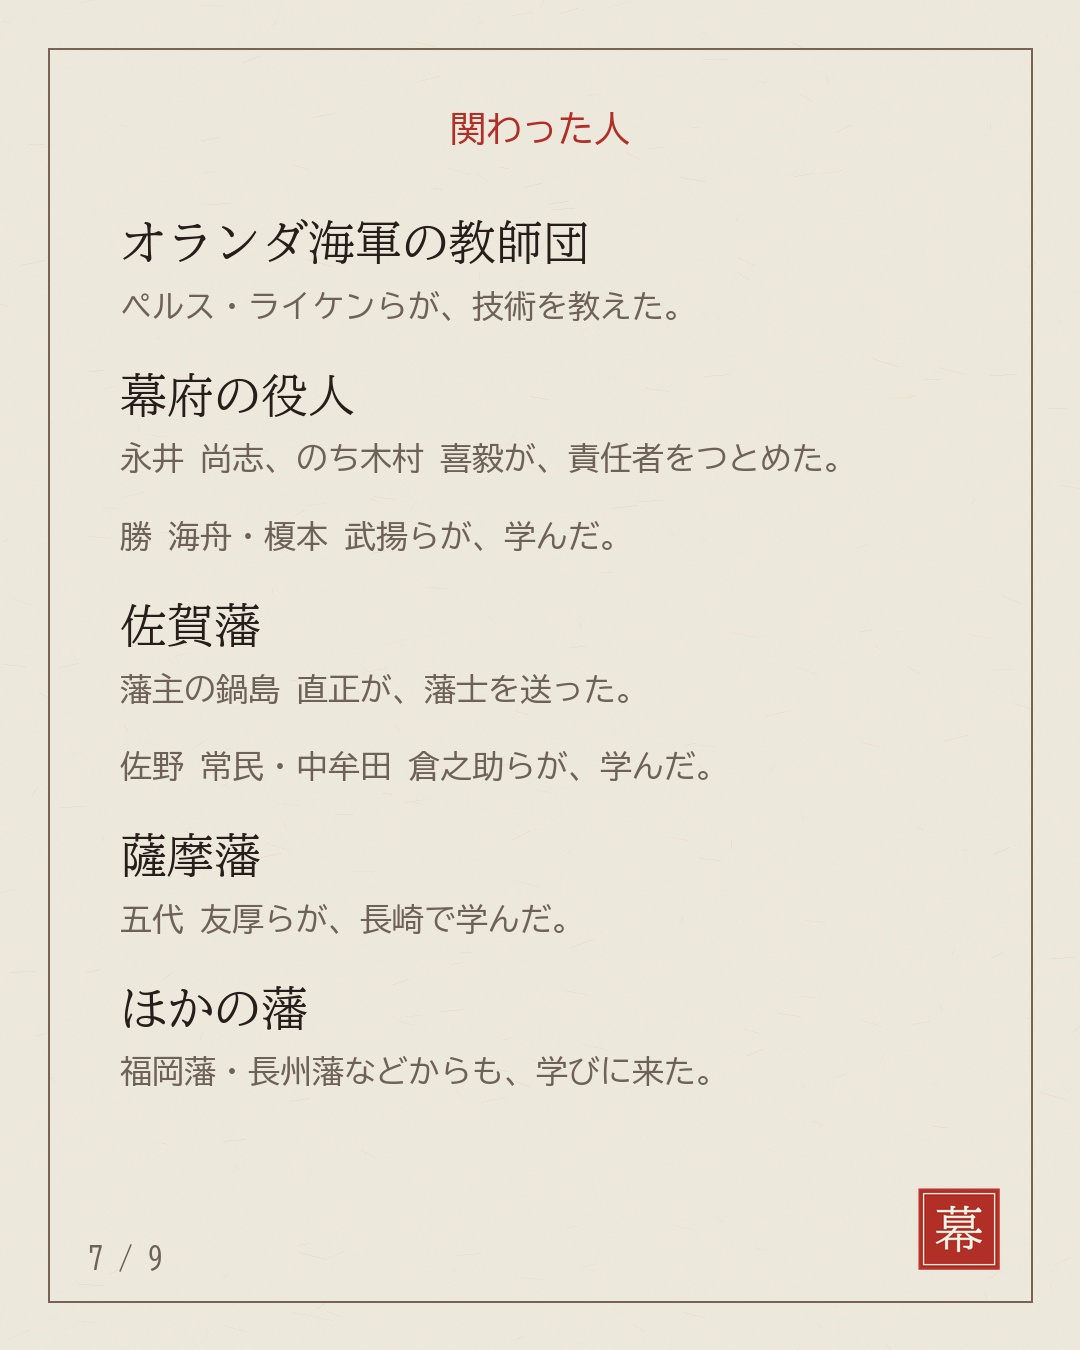 関わった人
オランダ海軍の教師団
ペルス・ライケンらが、技術を教えた。
幕府の役人
永井 尚志、のち木村 喜毅が、責任者をつとめた。
勝 海舟・榎本 武揚らが、学んだ。
佐賀藩
藩主の鍋島 直正が、藩士を送った。
佐野 常民・中牟田 倉之助らが、学んだ。
薩摩藩
五代 友厚らが、長崎で学んだ。
ほかの藩
福岡藩・長州藩などからも、学びに来た。
幕
7 / 9